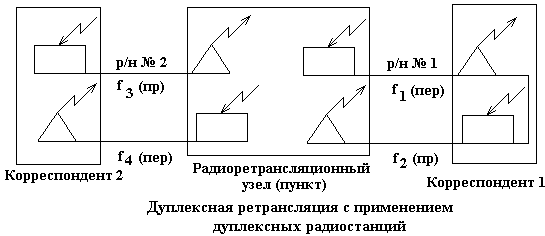 р/н № 2
р/н № 1
f3 (пр)
f1 (пер)
f4 (пер)
f2 (пр)
Корреспондент 2
Радиоретрансляционный
узел (пункт)
Корреспондент 1
Дуплексная ретрансляция с применением
дуплексных радиостанций